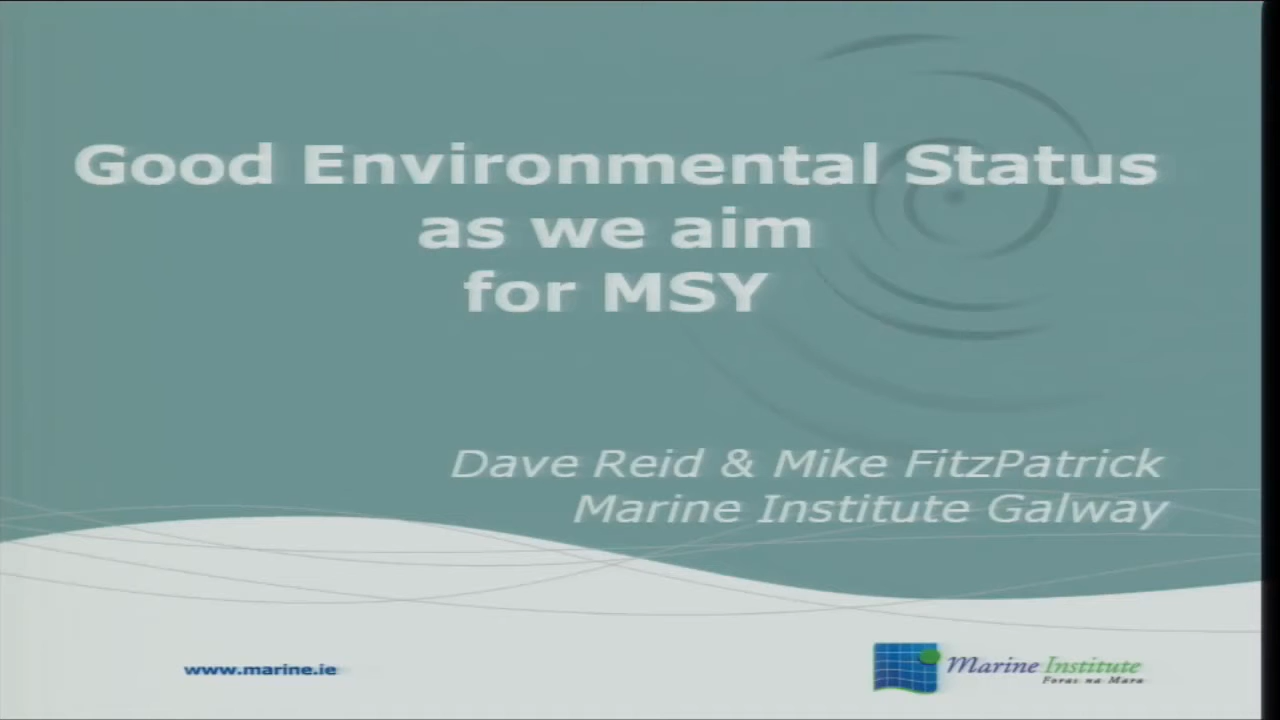 Good Environmental Status
as we aim
for MSY
Dave Reid & Mike FitzPatrick
Marine Institute Galway
www.marine.ie
Marine Institute
Foras na Mara